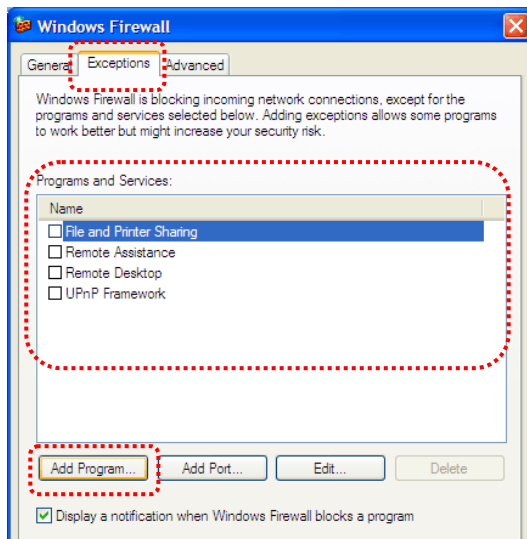 Windows Firewall
General Exceptions Advanced
Windows Firewall is blocking incoming network connections, except for the
programs and services selected below. Adding exceptions allows some programs
to work better but might increase your security risk.
Programs and Services:
Name
File and Printer Sharing
Remote Assistance
Remote Desktop
UPnP Framework
Add Program... Add Port... Edit... Delete
Display a notification when Windows Firewall blocks a program